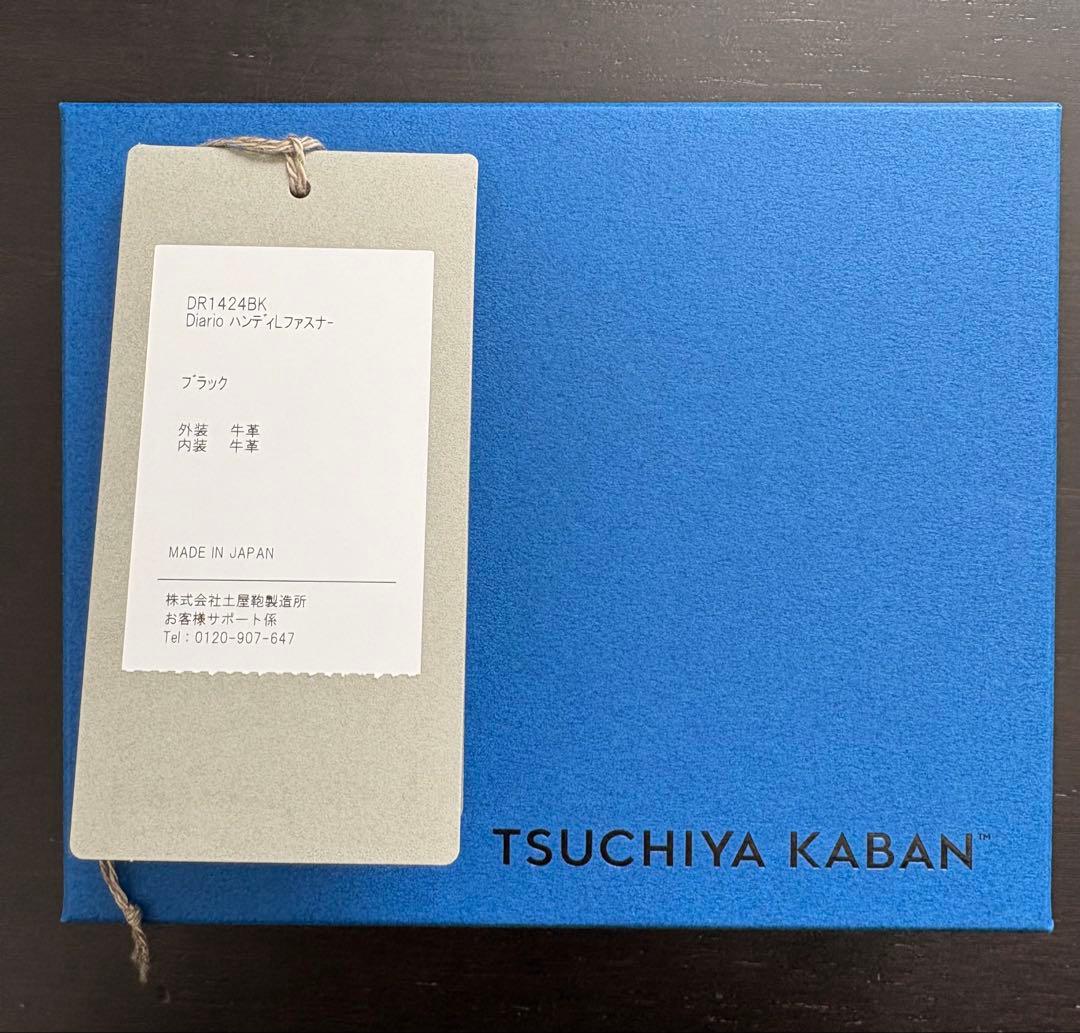 DR1424BK
Diario ハンディLファスナー
ブラック
外装 牛革
内装 牛革
MADE IN JAPAN
株式会社土屋鞄製造所
お客様サポート係
Tel：0120-907-647
TSUCHIYA KABAN™